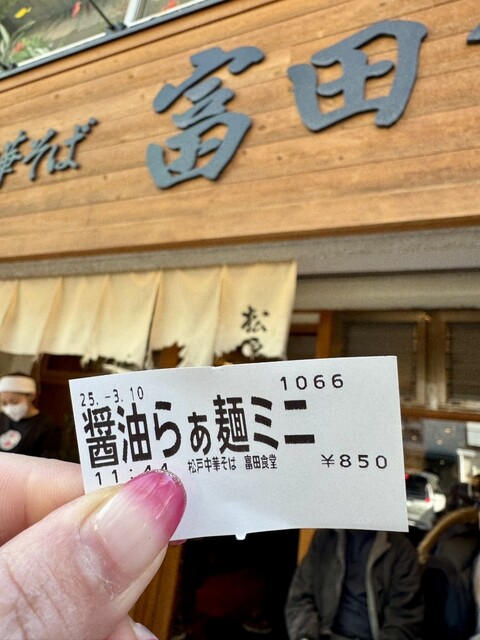 華そば 富田
松戸
25.-3.10
1066
醤油らぁ麺ミニ
11:44 松戸中華そば 富田食堂 ¥850